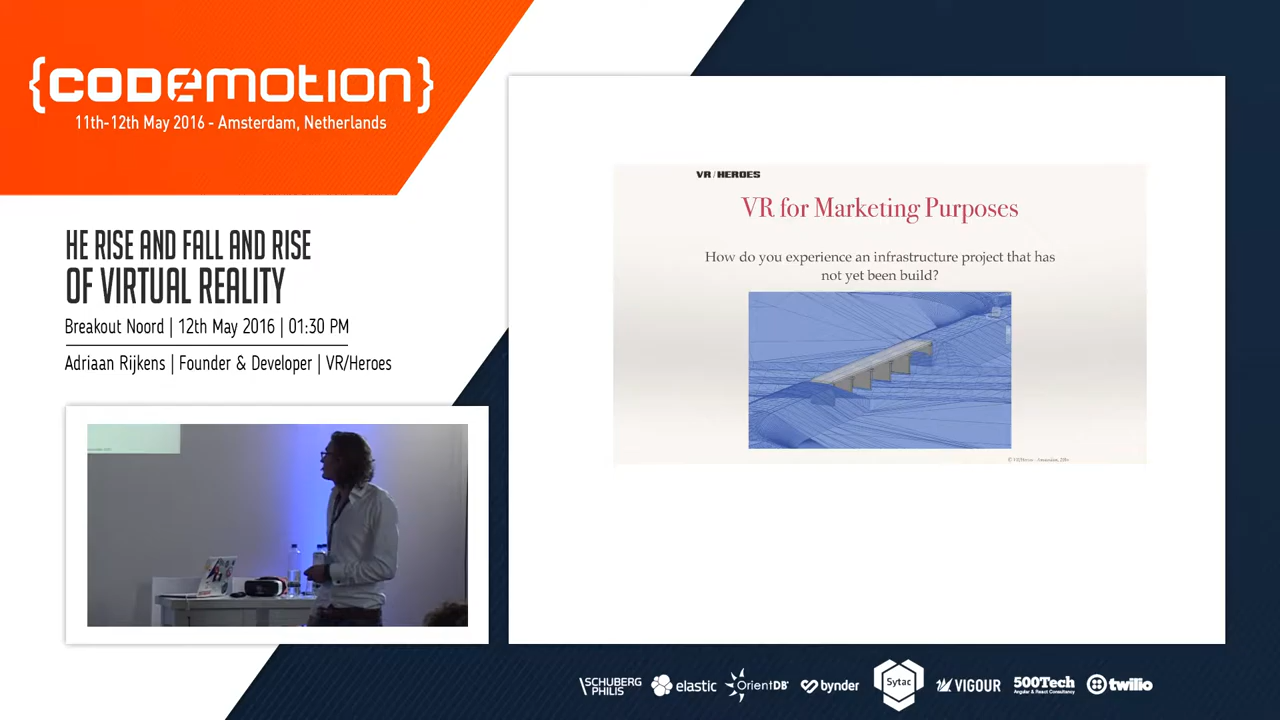 {CODEMOTION}
11th-12th May 2016 - Amsterdam, Netherlands
HE RISE AND FALL AND RISE
OF VIRTUAL REALITY
Breakout Noord | 12th May 2016 | 01:30 PM
Adriaan Rijkens | Founder & Developer | VR/Heroes
VR/HEROES
VR for Marketing Purposes
How do you experience an infrastructure project that has
not yet been build?
SCHUBERG PHILIS elastic OrientDB bynder Sytac VIGOUR 500Tech Angular & React Consultancy twilio